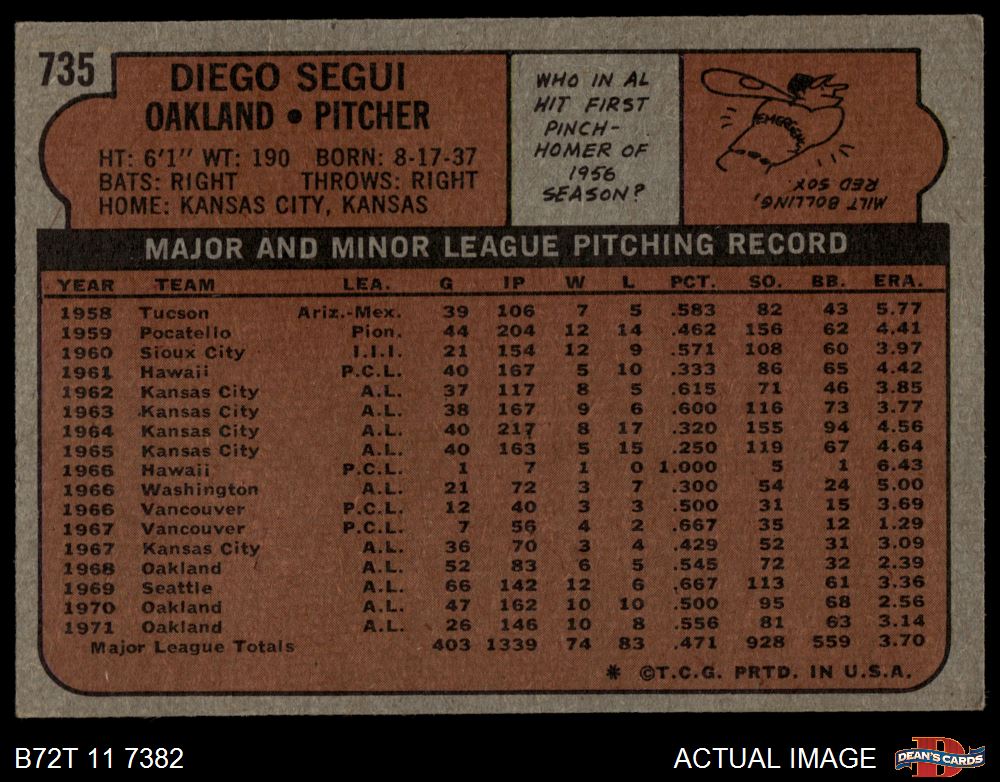 735
DIEGO SEGUI
OAKLAND • PITCHER
HT: 6'1" WT: 190 BORN: 8-17-37
BATS: RIGHT THROWS: RIGHT
HOME: KANSAS CITY, KANSAS
WHO IN AL
HIT FIRST
PINCH-
HOMER OF
1956
SEASON?
EMERGENCY
MILT BOLLING,
RED SOX.
MAJOR AND MINOR LEAGUE PITCHING RECORD
YEAR TEAM LEA. G IP W L PCT. SO. BB. ERA.
1958 Tucson Ariz.-Mex. 39 106 7 5 .583 82 43 5.77
1959 Pocatello Pion. 44 204 12 14 .462 156 62 4.41
1960 Sioux City I.I.I. 21 154 12 9 .571 108 60 3.97
1961 Hawaii P.C.L. 40 167 5 10 .333 86 65 4.42
1962 Kansas City A.L. 37 117 8 5 .615 71 46 3.85
1963 Kansas City A.L. 38 167 9 6 .600 116 73 3.77
1964 Kansas City A.L. 40 217 8 17 .320 155 94 4.56
1965 Kansas City A.L. 40 163 5 15 .250 119 67 4.64
1966 Hawaii P.C.L. 1 7 1 0 1.000 5 1 6.43
1966 Washington A.L. 21 72 3 7 .300 54 24 5.00
1966 Vancouver P.C.L. 12 40 3 3 .500 31 15 3.69
1967 Vancouver P.C.L. 7 56 4 2 .667 35 12 1.29
1967 Kansas City A.L. 36 70 3 4 .429 52 31 3.09
1968 Oakland A.L. 52 83 6 5 .545 72 32 2.39
1969 Seattle A.L. 66 142 12 6 .667 113 61 3.36
1970 Oakland A.L. 47 162 10 10 .500 95 68 2.56
1971 Oakland A.L. 26 146 10 8 .556 81 63 3.14
Major League Totals 403 1339 74 83 .471 928 559 3.70
* ©T.C.G. PRTD. IN U.S.A.
B72T 11 7382
ACTUAL IMAGE
DEAN'S CARDS